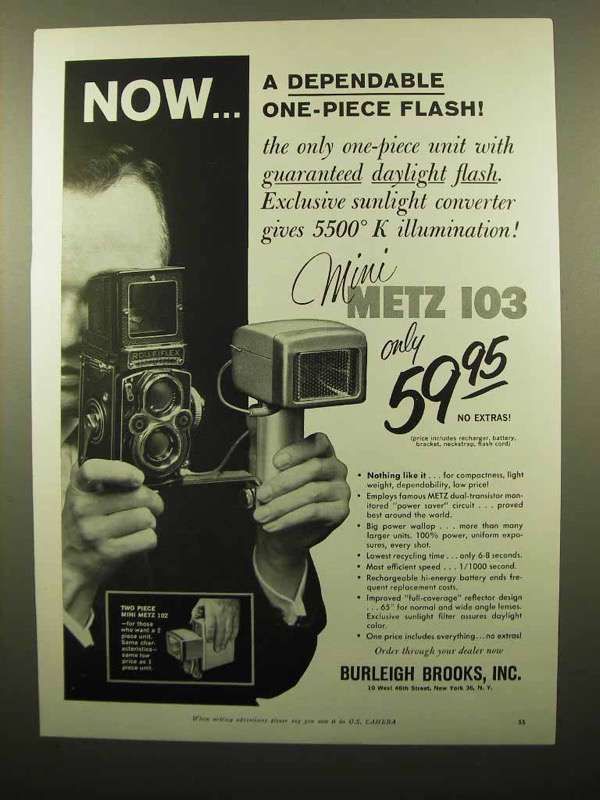 NOW...
A DEPENDABLE
ONE-PIECE FLASH!
the only one-piece unit with
guaranteed daylight flash.
Exclusive sunlight converter
gives 5500° K illumination!
Mini
METZ 103
only
59.95
NO EXTRAS!
(price includes recharger, battery,
bracket, neckstrap, flash cord)
ROLLEIFLEX
• Nothing like it . . . for compactness, light
weight, dependability, low price!
• Employs famous METZ dual-transistor mon-
itored "power saver" circuit . . . proved
best around the world.
• Big power wallop . . . more than many
larger units. 100% power, uniform expo-
sures, every shot.
• Lowest recycling time . . . only 6-8 seconds.
• Most efficient speed . . . 1/1000 second.
• Rechargeable hi-energy battery ends fre-
quent replacement costs.
• Improved "full-coverage" reflector design
. . . 65° for normal and wide angle lenses.
Exclusive sunlight filter assures daylight
color.
• One price includes everything . . . no extras!
Order through your dealer now
TWO PIECE
MINI METZ 102
—for those
who want a 2
piece unit.
Same char-
acteristics—
same low
price as 1
piece unit.
BURLEIGH BROOKS, INC.
10 West 46th Street, New York 36, N. Y.
When writing advertisers please say you saw it in U.S. CAMERA
55